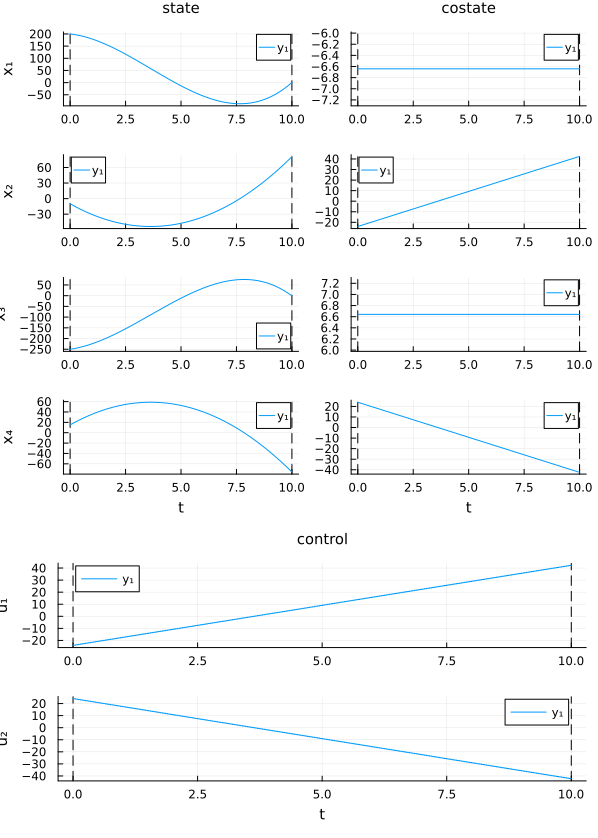 state
costate
x₁
200
150
100
50
0
−50
0.0 2.5 5.0 7.5 10.0
y₁
−6.0
−6.2
−6.4
−6.6
−6.8
−7.0
−7.2
0.0 2.5 5.0 7.5 10.0
y₁
x₂
60
30
0
−30
0.0 2.5 5.0 7.5 10.0
y₁
40
30
20
10
0
−10
−20
0.0 2.5 5.0 7.5 10.0
y₁
x₃
50
0
−50
−100
−150
−200
−250
0.0 2.5 5.0 7.5 10.0
y₁
7.2
7.0
6.8
6.6
6.4
6.2
6.0
0.0 2.5 5.0 7.5 10.0
y₁
x₄
60
40
20
0
−20
−40
−60
0.0 2.5 5.0 7.5 10.0
t
y₁
20
10
0
−10
−20
−30
−40
0.0 2.5 5.0 7.5 10.0
t
y₁
control
u₁
40
30
20
10
0
−10
−20
0.0 2.5 5.0 7.5 10.0
y₁
u₂
20
10
0
−10
−20
−30
−40
0.0 2.5 5.0 7.5 10.0
t
y₁